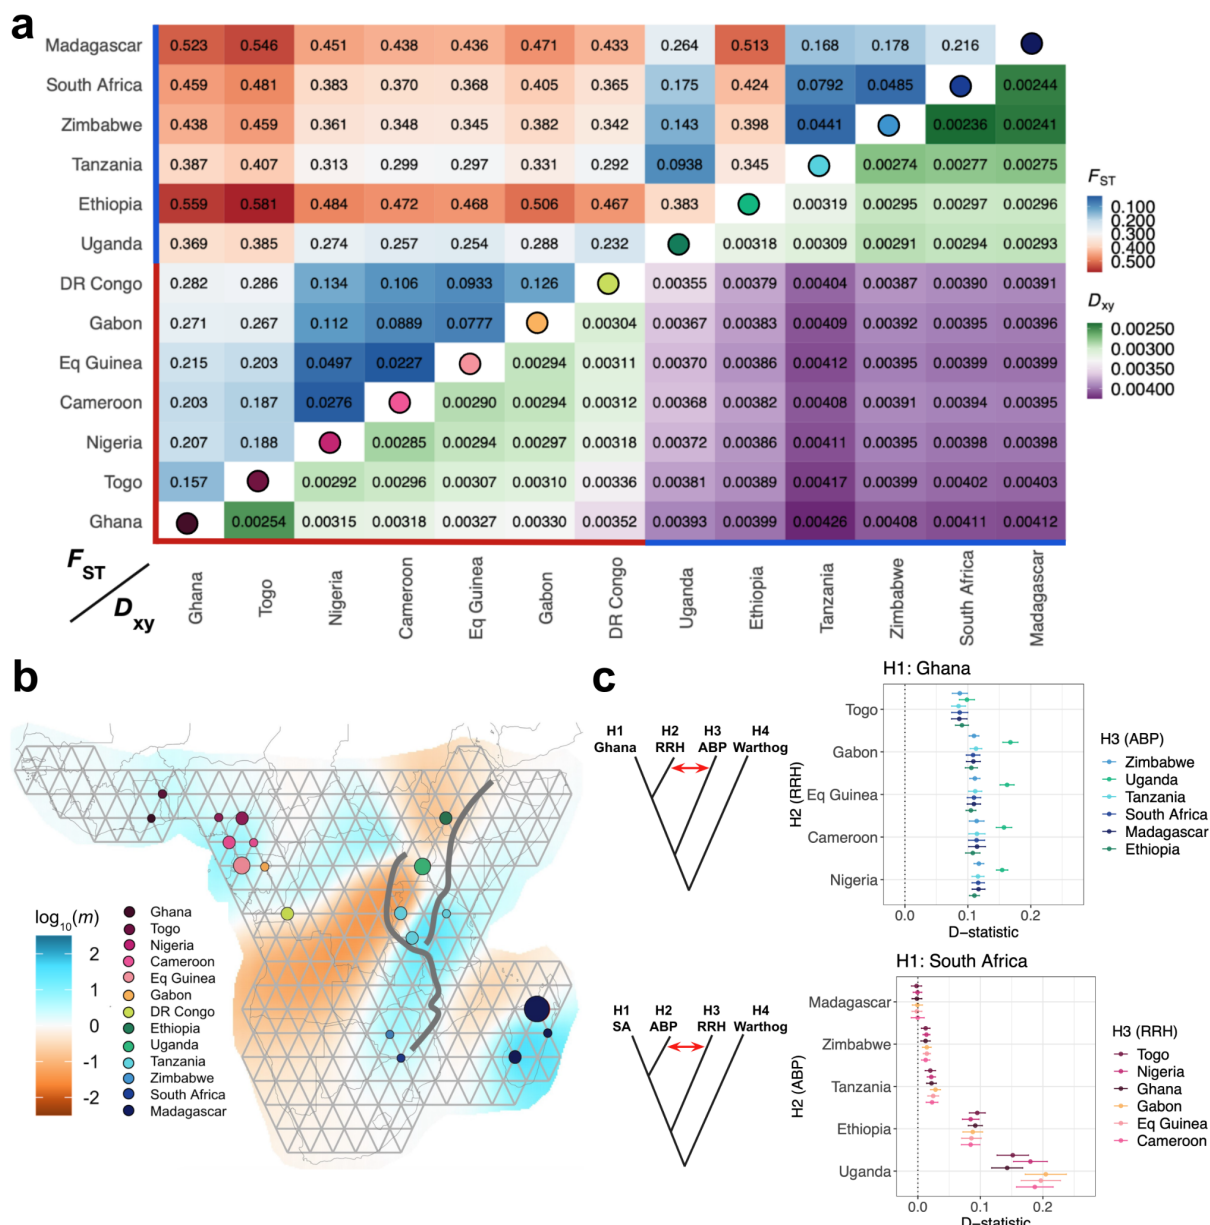 a
Madagascar 0.523 0.546 0.451 0.438 0.436 0.471 0.433 0.264 0.513 0.168 0.178 0.216
South Africa 0.459 0.481 0.383 0.370 0.368 0.405 0.365 0.175 0.424 0.0792 0.0485 0.00244
Zimbabwe 0.438 0.459 0.361 0.348 0.345 0.382 0.342 0.143 0.398 0.0441 0.00236 0.00241
Tanzania 0.387 0.407 0.313 0.299 0.297 0.331 0.292 0.0938 0.345 0.00274 0.00277 0.00275
Ethiopia 0.559 0.581 0.484 0.472 0.468 0.506 0.467 0.383 0.00319 0.00295 0.00297 0.00296
Uganda 0.369 0.385 0.274 0.257 0.254 0.288 0.232 0.00318 0.00309 0.00291 0.00294 0.00293
DR Congo 0.282 0.286 0.134 0.106 0.0933 0.126 0.00355 0.00379 0.00404 0.00387 0.00390 0.00391
Gabon 0.271 0.267 0.112 0.0889 0.0777 0.00304 0.00367 0.00383 0.00409 0.00392 0.00395 0.00396
Eq Guinea 0.215 0.203 0.0497 0.0227 0.00294 0.00311 0.00370 0.00386 0.00412 0.00395 0.00399 0.00399
Cameroon 0.203 0.187 0.0276 0.00290 0.00294 0.00312 0.00368 0.00382 0.00408 0.00391 0.00394 0.00395
Nigeria 0.207 0.188 0.00285 0.00294 0.00297 0.00318 0.00372 0.00386 0.00411 0.00395 0.00398 0.00398
Togo 0.157 0.00292 0.00296 0.00307 0.00310 0.00336 0.00381 0.00389 0.00417 0.00399 0.00402 0.00403
Ghana 0.00254 0.00315 0.00318 0.00327 0.00330 0.00352 0.00393 0.00399 0.00426 0.00408 0.00411 0.00412
FST
Dxy
Ghana Togo Nigeria Cameroon Eq Guinea Gabon DR Congo Uganda Ethiopia Tanzania Zimbabwe South Africa Madagascar
FST
0.100
0.200
0.300
0.400
0.500
Dxy
0.00250
0.00300
0.00350
0.00400
b
log10(m)
2
1
0
-1
-2
Ghana
Togo
Nigeria
Cameroon
Eq Guinea
Gabon
DR Congo
Ethiopia
Uganda
Tanzania
Zimbabwe
South Africa
Madagascar
c
H1 H2 H3 H4
Ghana RRH ABP Warthog
H1: Ghana
H2 (RRH)
Togo
Gabon
Eq Guinea
Cameroon
Nigeria
0.0 0.1 0.2
D−statistic
H3 (ABP)
Zimbabwe
Uganda
Tanzania
South Africa
Madagascar
Ethiopia
H1 H2 H3 H4
SA ABP RRH Warthog
H1: South Africa
H2 (ABP)
Madagascar
Zimbabwe
Tanzania
Ethiopia
Uganda
0.0 0.1 0.2
D−statistic
H3 (RRH)
Togo
Nigeria
Ghana
Gabon
Eq Guinea
Cameroon